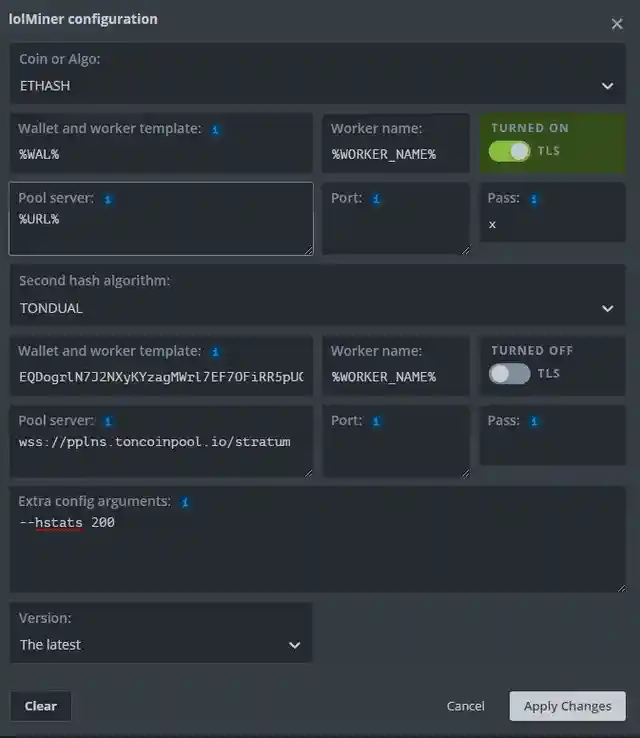 lolMiner configuration
Coin or Algo:
ETHASH
Wallet and worker template:
%WAL%
Worker name:
%WORKER_NAME%
TURNED ON
TLS
Pool server:
%URL%
Port:
Pass:
x
Second hash algorithm:
TONDUAL
Wallet and worker template:
EQDogrlN7J2NXyKYzagMWrl7EF7OFiRR5pUC
Worker name:
%WORKER_NAME%
TURNED OFF
TLS
Pool server:
wss://pplns.toncoinpool.io/stratum
Port:
Pass:
Extra config arguments:
--hstats 200
Version:
The latest
Clear
Cancel
Apply Changes